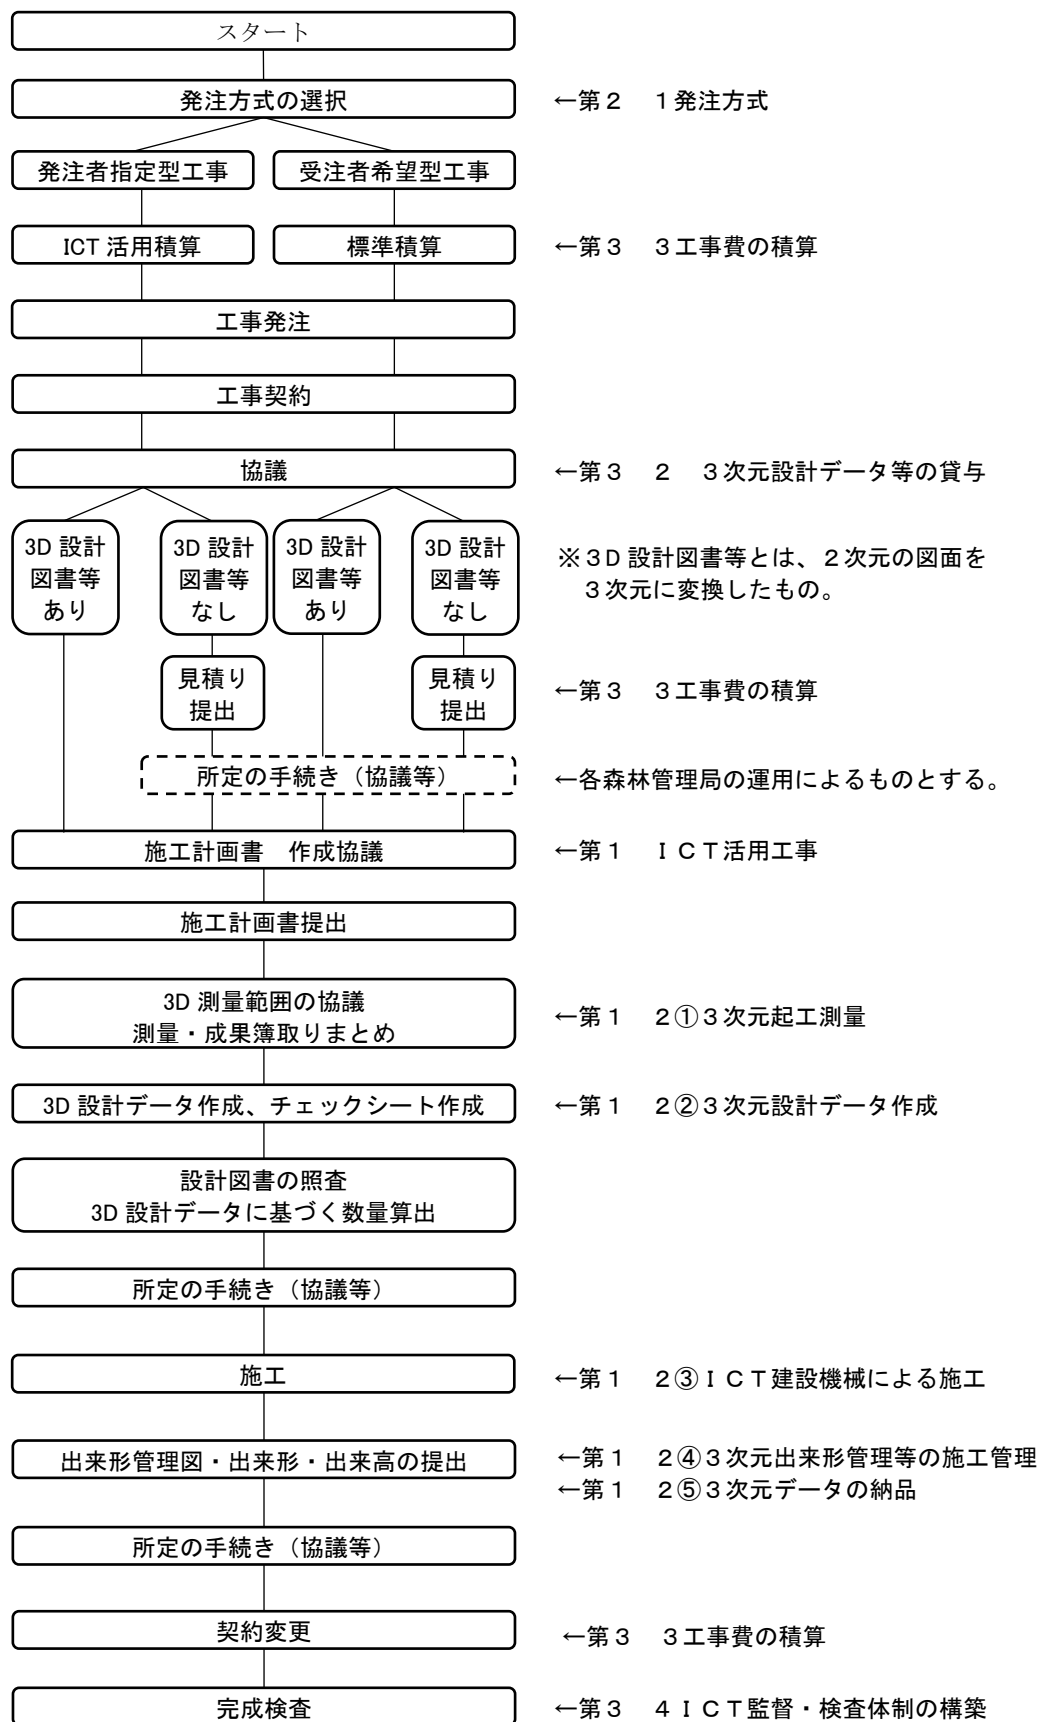 スタート
発注方式の選択
←第２　１発注方式
発注者指定型工事
受注者希望型工事
ICT 活用積算
標準積算
←第３　３工事費の積算
工事発注
工事契約
協議
←第３　２　３次元設計データ等の貸与
3D 設計
図書等
あり
3D 設計
図書等
なし
3D 設計
図書等
あり
3D 設計
図書等
なし
※３Ｄ設計図書等とは、２次元の図面を
３次元に変換したもの。
見積り
提出
見積り
提出
←第３　３工事費の積算
所定の手続き（協議等）
←各森林管理局の運用によるものとする。
施工計画書　作成協議
←第１　ＩＣＴ活用工事
施工計画書提出
3D 測量範囲の協議
測量・成果簿取りまとめ
←第１　２①３次元起工測量
3D 設計データ作成、チェックシート作成
←第１　２②３次元設計データ作成
設計図書の照査
3D 設計データに基づく数量算出
所定の手続き（協議等）
施工
←第１　２③ＩＣＴ建設機械による施工
出来形管理図・出来形・出来高の提出
←第１　２④３次元出来形管理等の施工管理
←第１　２⑤３次元データの納品
所定の手続き（協議等）
契約変更
←第３　３工事費の積算
完成検査
←第３　４ＩＣＴ監督・検査体制の構築